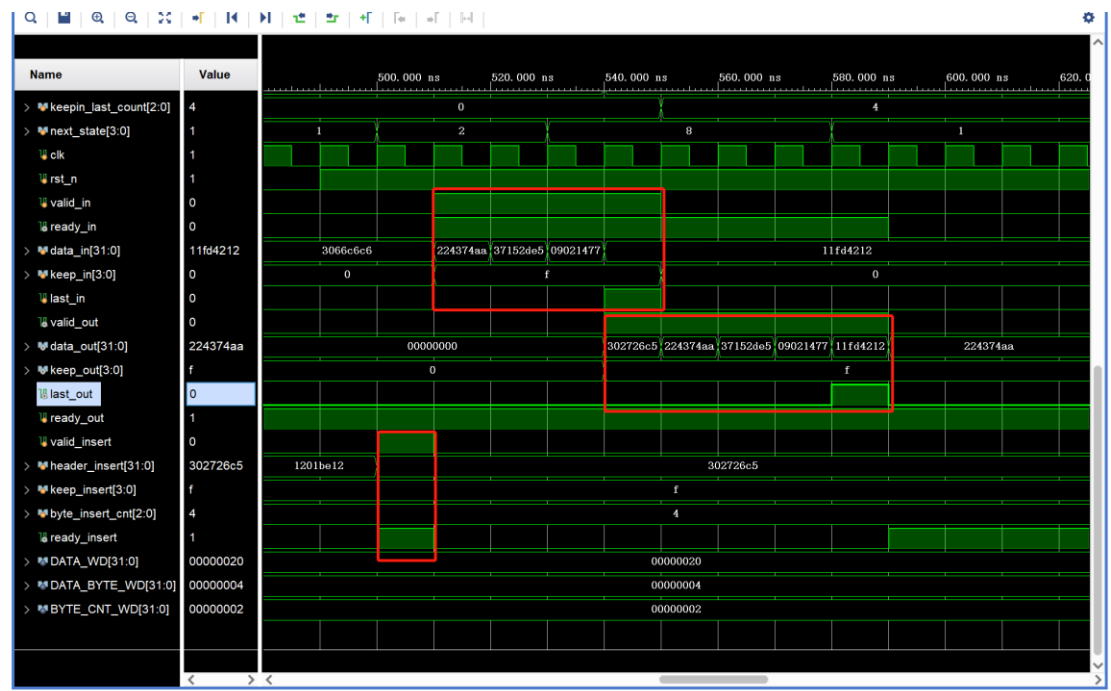 Name Value 500.000 ns 520.000 ns 540.000 ns 560.000 ns 580.000 ns 600.000 ns 620.0
keepin_last_count[2:0] 4 0 4
next_state[3:0] 1 1 2 8 1
clk 1
rst_n 1
valid_in 0
ready_in 0
data_in[31:0] 11fd4212 3066c6c6 224374aa 37152de5 09021477 11fd4212
keep_in[3:0] 0 0 f 0
last_in 0
valid_out 0
data_out[31:0] 224374aa 00000000 302726c5 224374aa 37152de5 09021477 11fd4212 224374aa
keep_out[3:0] f 0 f
last_out 0
ready_out 1
valid_insert 0
header_insert[31:0] 302726c5 1201be12 302726c5
keep_insert[3:0] f f
byte_insert_cnt[2:0] 4 4
ready_insert 1
DATA_WD[31:0] 00000020 00000020
DATA_BYTE_WD[31:0] 00000004 00000004
BYTE_CNT_WD[31:0] 00000002 00000002